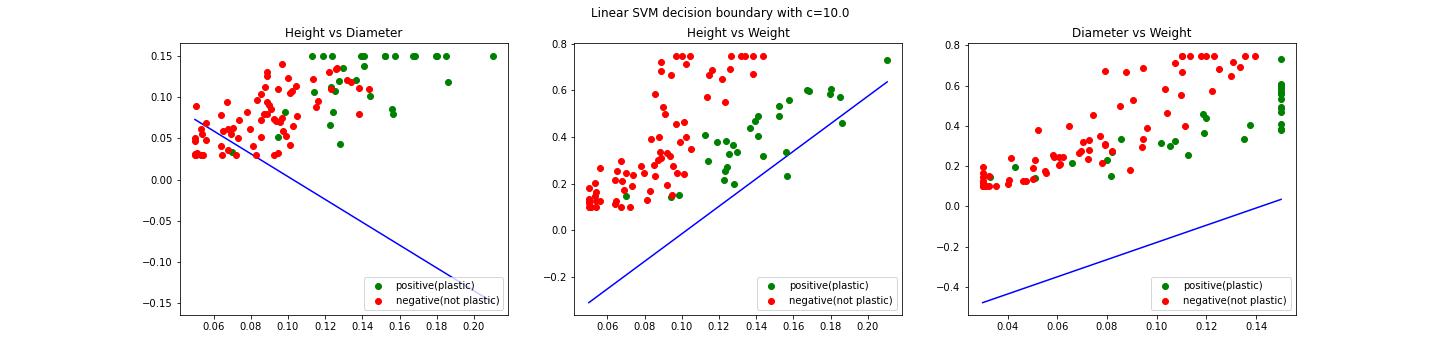 Linear SVM decision boundary with c=10.0
Height vs Diameter
0.15
0.10
0.05
0.00
−0.05
−0.10
−0.15
0.06 0.08 0.10 0.12 0.14 0.16 0.18 0.20
positive(plastic)
negative(not plastic)
Height vs Weight
0.8
0.6
0.4
0.2
0.0
−0.2
0.06 0.08 0.10 0.12 0.14 0.16 0.18 0.20
positive(plastic)
negative(not plastic)
Diameter vs Weight
0.8
0.6
0.4
0.2
0.0
−0.2
−0.4
0.04 0.06 0.08 0.10 0.12 0.14
positive(plastic)
negative(not plastic)